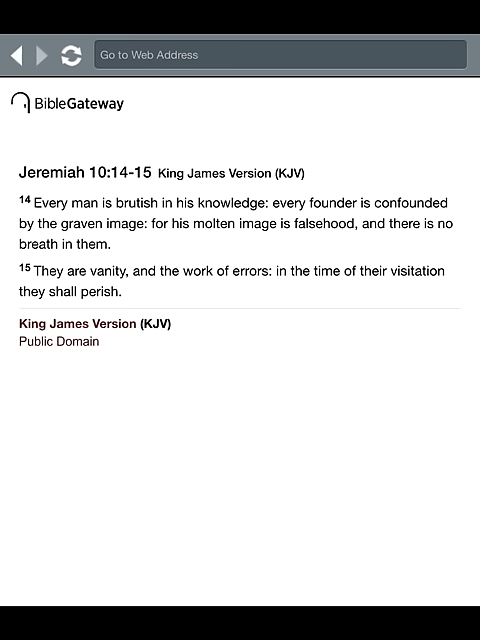 Go to Web Address
BibleGateway
Jeremiah 10:14-15 King James Version (KJV)
14 Every man is brutish in his knowledge: every founder is confounded
by the graven image: for his molten image is falsehood, and there is no
breath in them.
15 They are vanity, and the work of errors: in the time of their visitation
they shall perish.
King James Version (KJV)
Public Domain